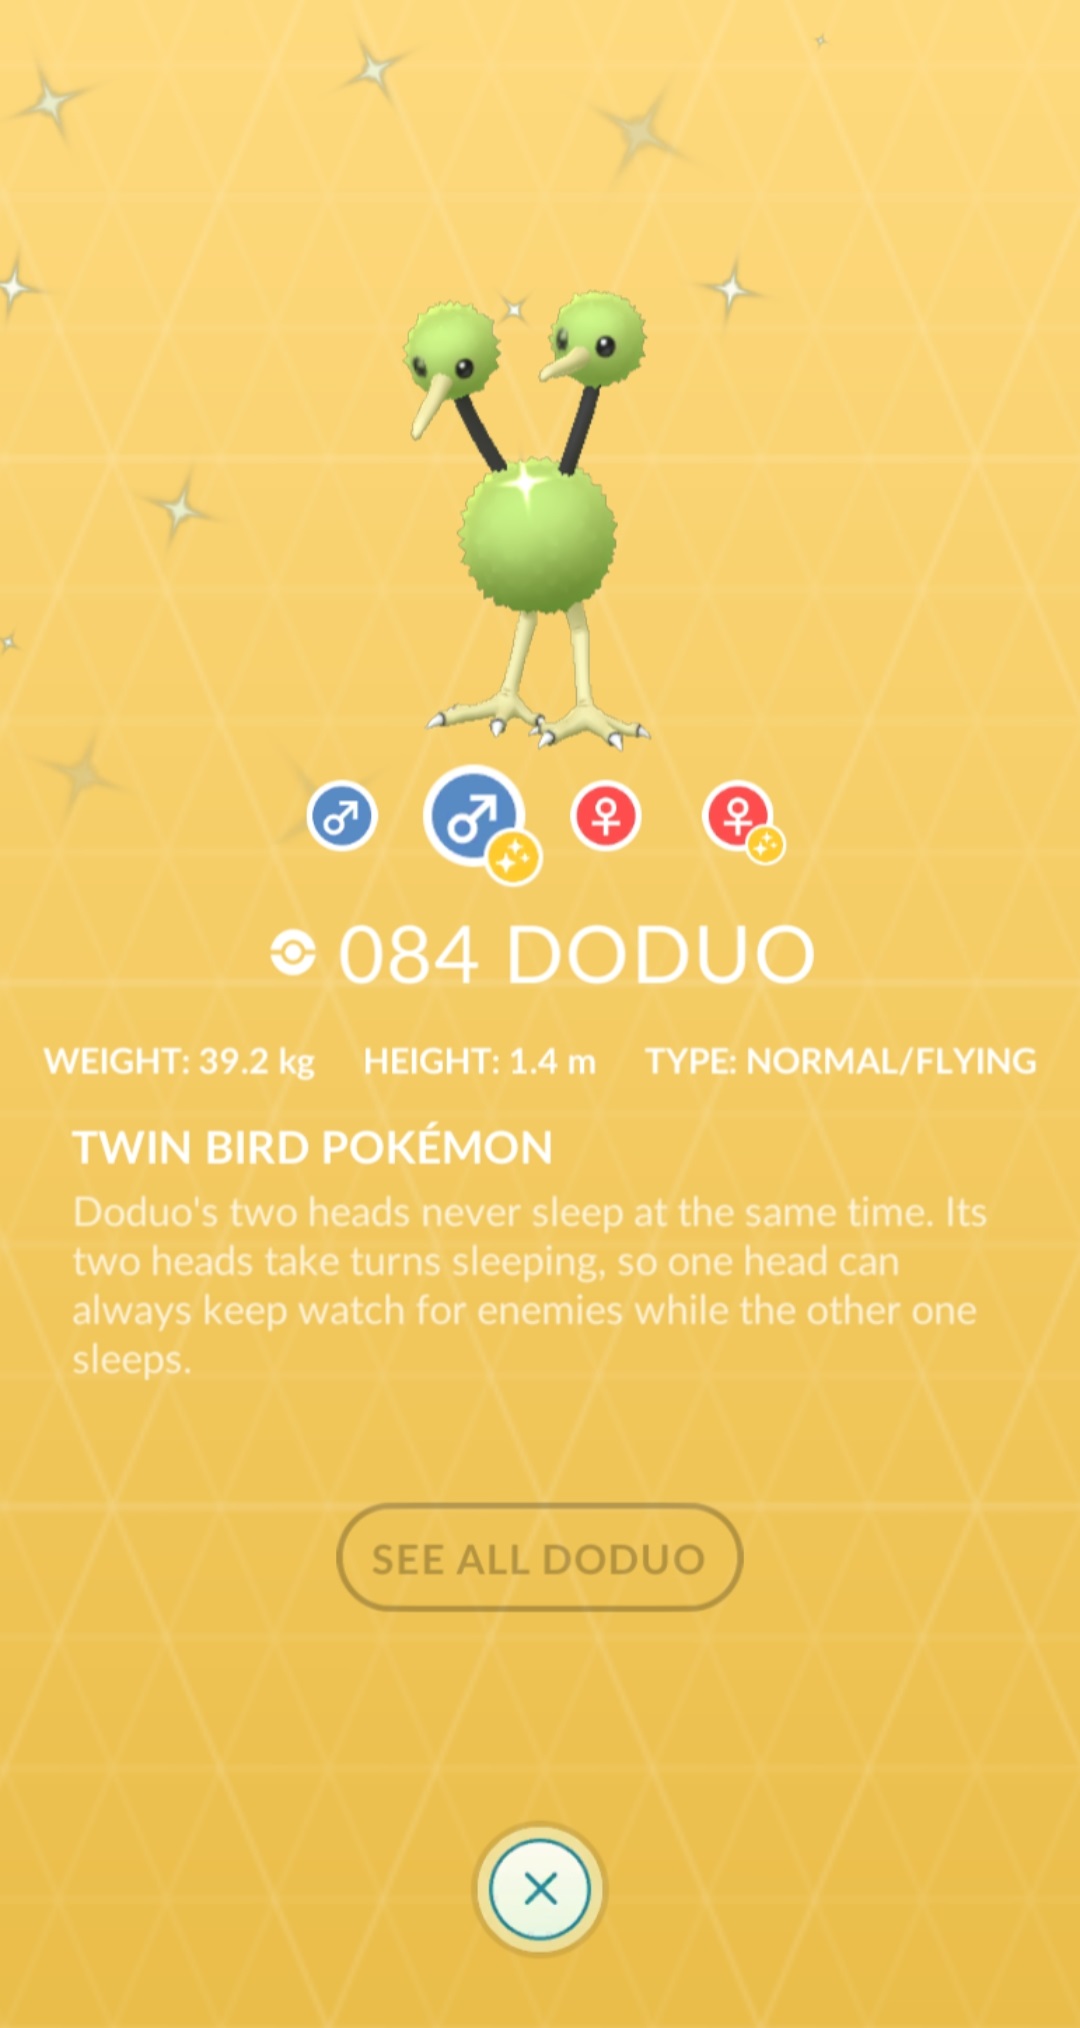 084 DODUO
WEIGHT: 39.2 kg HEIGHT: 1.4 m TYPE: NORMAL/FLYING
TWIN BIRD POKÉMON
Doduo's two heads never sleep at the same time. Its
two heads take turns sleeping, so one head can
always keep watch for enemies while the other one
sleeps.
SEE ALL DODUO